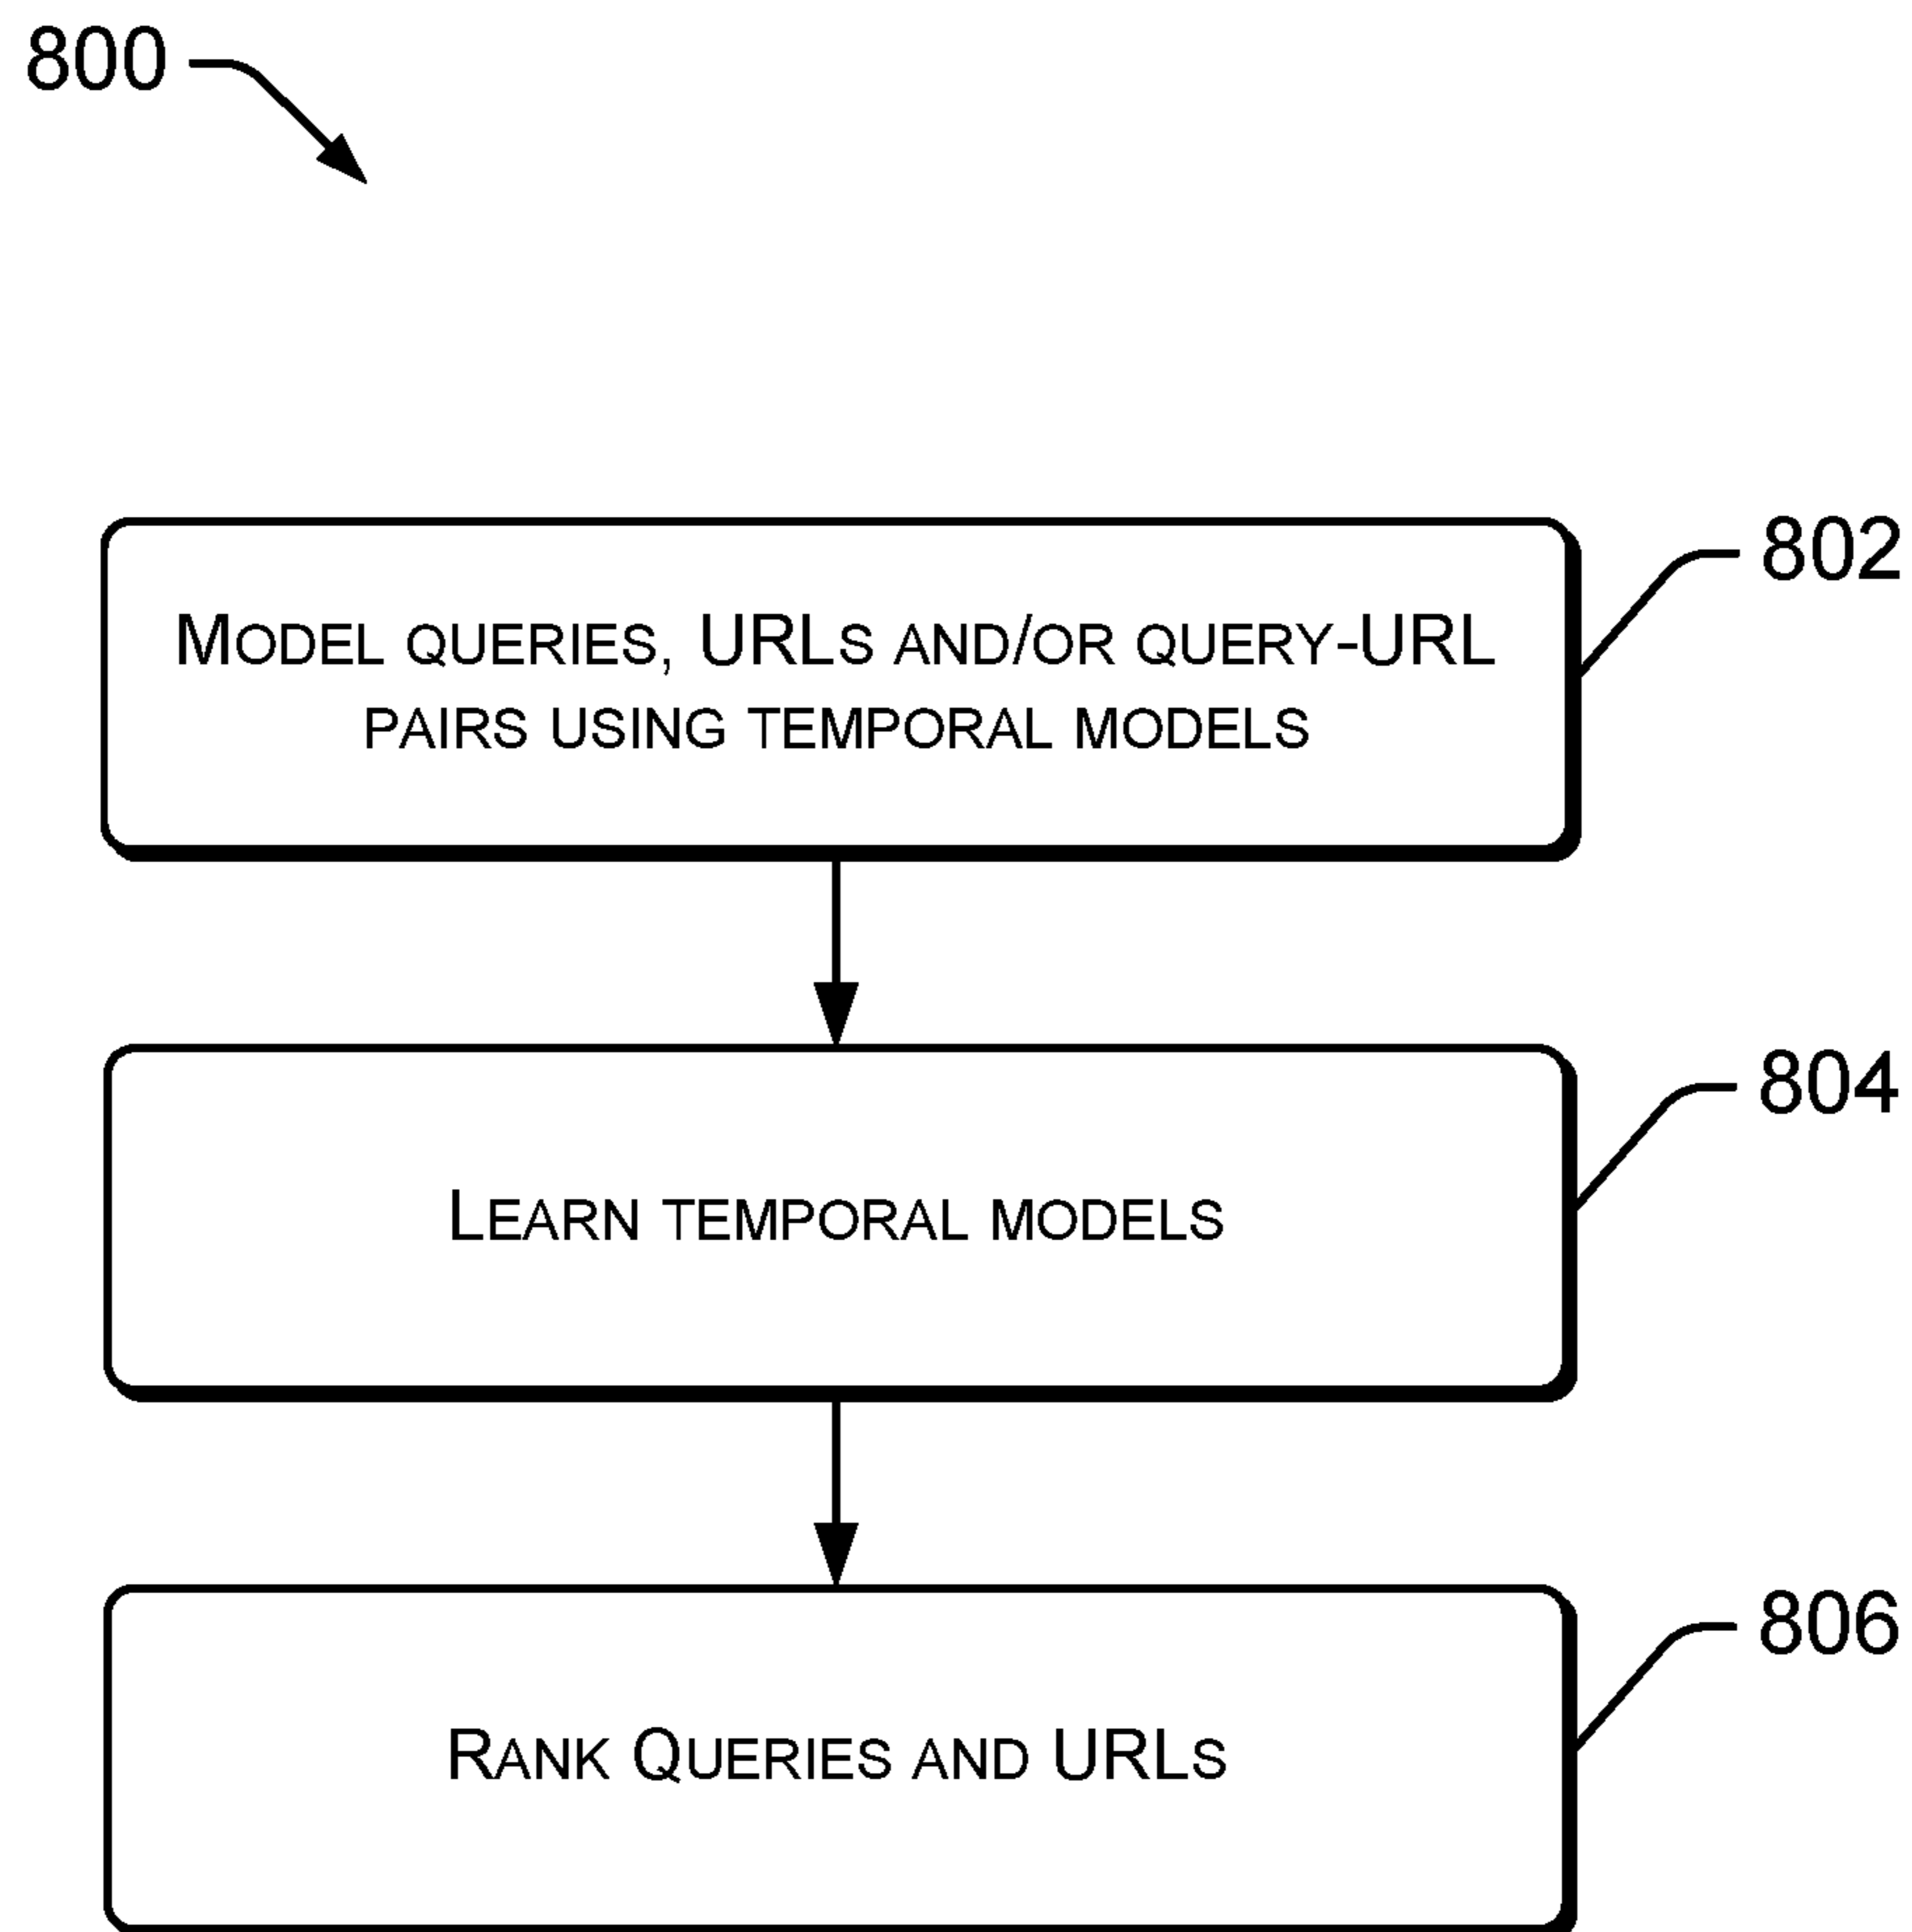 800
802
MODEL QUERIES, URLS AND/OR QUERY-URL
PAIRS USING TEMPORAL MODELS
804
LEARN TEMPORAL MODELS
806
RANK QUERIES AND URLS